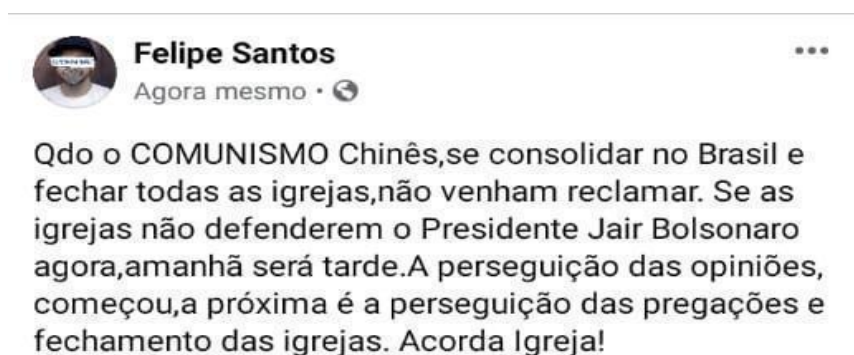 Felipe Santos
Agora mesmo ·
Qdo o COMUNISMO Chinês,se consolidar no Brasil e
fechar todas as igrejas,não venham reclamar. Se as
igrejas não defenderem o Presidente Jair Bolsonaro
agora,amanhã será tarde.A perseguição das opiniões,
começou,a próxima é a perseguição das pregações e
fechamento das igrejas. Acorda Igreja!